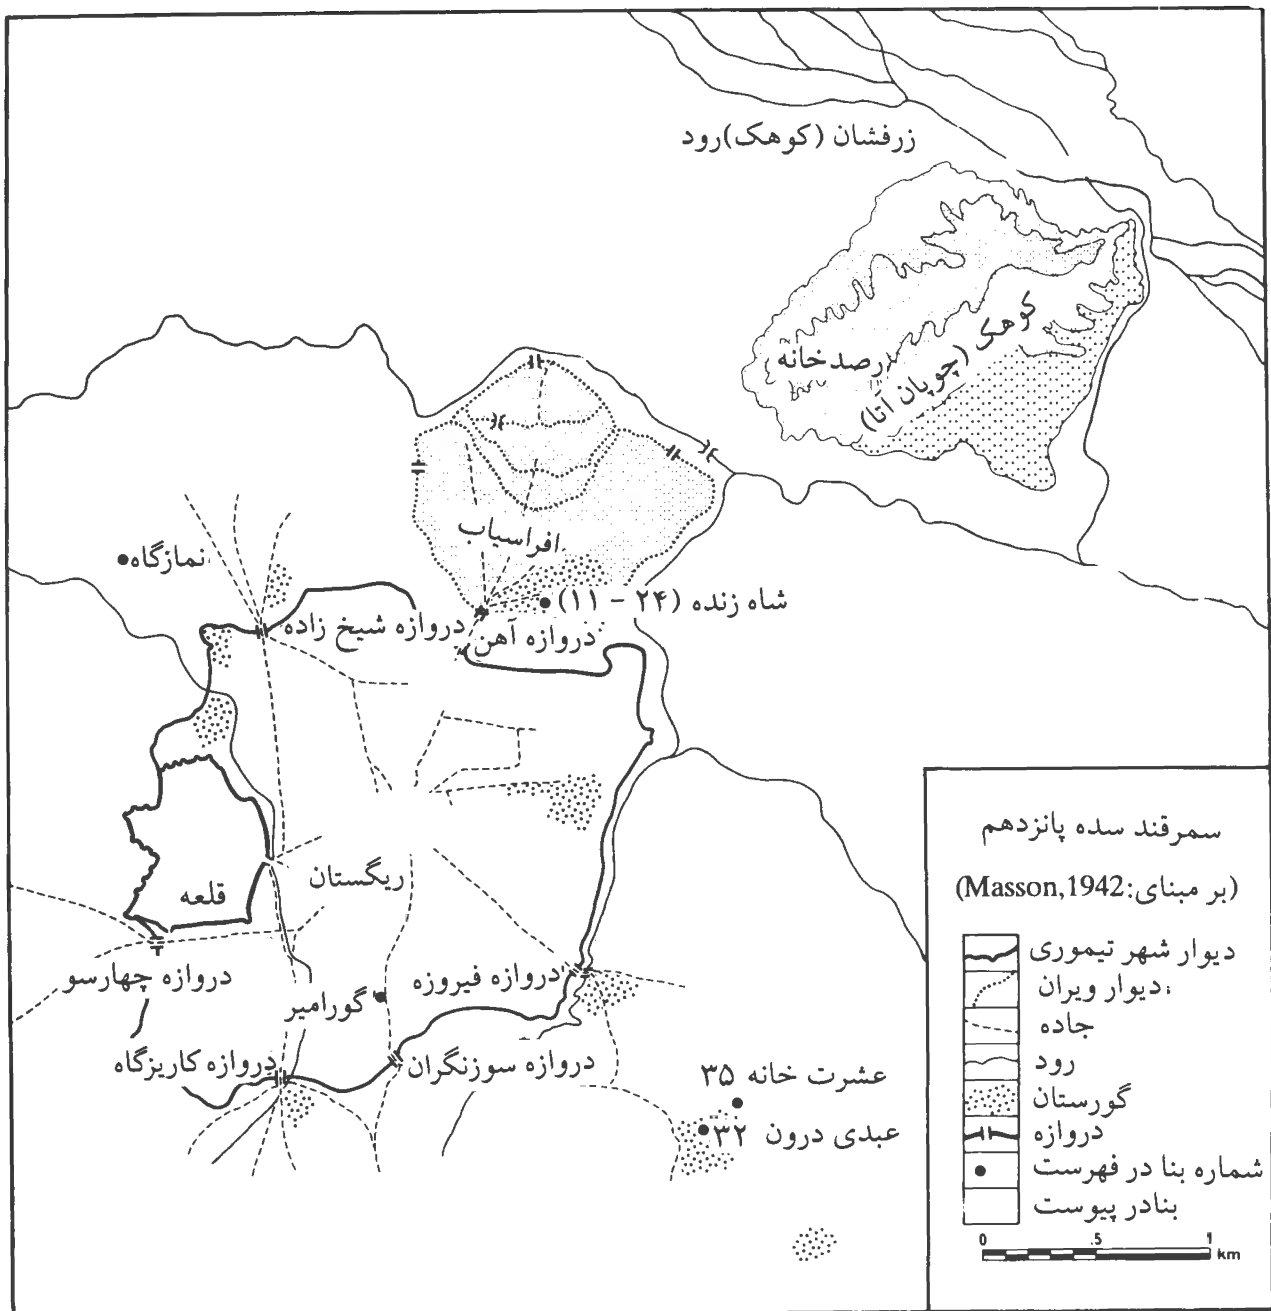 زرفشان (کوهک)رود
رصدخانه
کوهک (چوپان آتا)
افراسیاب
نمازگاه
شاه زنده (۲۴ - ۱۱)
دروازه شیخ زاده
دروازه آهن
ریگستان
قلعه
دروازه چهارسو
دروازه فیروزه
گورامیر
دروازه کاریزگاه
دروازه سوزنگران
عشرت خانه ۳۵
عبدی درون ۳۲
سمرقند سده پانزدهم
(بر مبنای:Masson,1942)
دیوار شهر تیموری
دیوار ویران
جاده
رود
گورستان
دروازه
شماره بنا در فهرست
بنادر پیوست
0 .5 1
km